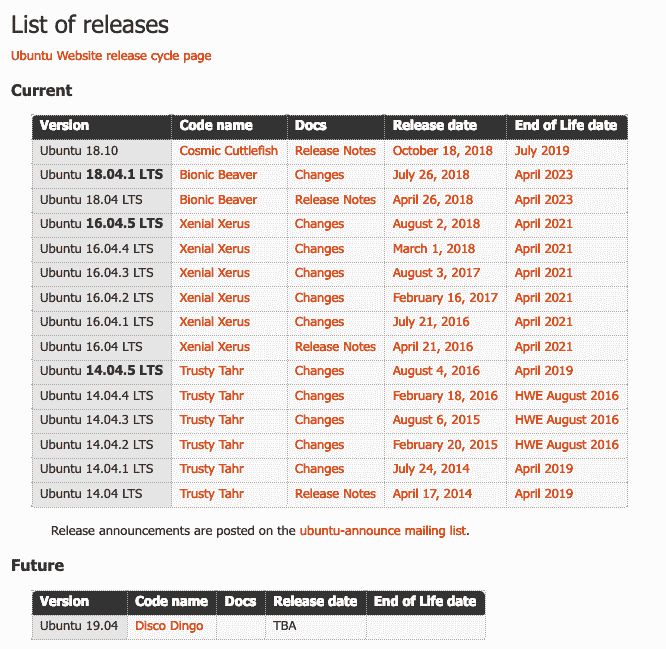 List of releases
Ubuntu Website release cycle page
Current
Version Code name Docs Release date End of Life date
Ubuntu 18.10 Cosmic Cuttlefish Release Notes October 18, 2018 July 2019
Ubuntu 18.04.1 LTS Bionic Beaver Changes July 26, 2018 April 2023
Ubuntu 18.04 LTS Bionic Beaver Release Notes April 26, 2018 April 2023
Ubuntu 16.04.5 LTS Xenial Xerus Changes August 2, 2018 April 2021
Ubuntu 16.04.4 LTS Xenial Xerus Changes March 1, 2018 April 2021
Ubuntu 16.04.3 LTS Xenial Xerus Changes August 3, 2017 April 2021
Ubuntu 16.04.2 LTS Xenial Xerus Changes February 16, 2017 April 2021
Ubuntu 16.04.1 LTS Xenial Xerus Changes July 21, 2016 April 2021
Ubuntu 16.04 LTS Xenial Xerus Release Notes April 21, 2016 April 2021
Ubuntu 14.04.5 LTS Trusty Tahr Changes August 4, 2016 April 2019
Ubuntu 14.04.4 LTS Trusty Tahr Changes February 18, 2016 HWE August 2016
Ubuntu 14.04.3 LTS Trusty Tahr Changes August 6, 2015 HWE August 2016
Ubuntu 14.04.2 LTS Trusty Tahr Changes February 20, 2015 HWE August 2016
Ubuntu 14.04.1 LTS Trusty Tahr Changes July 24, 2014 April 2019
Ubuntu 14.04 LTS Trusty Tahr Release Notes April 17, 2014 April 2019
Release announcements are posted on the ubuntu-announce mailing list.
Future
Version Code name Docs Release date End of Life date
Ubuntu 19.04 Disco Dingo TBA